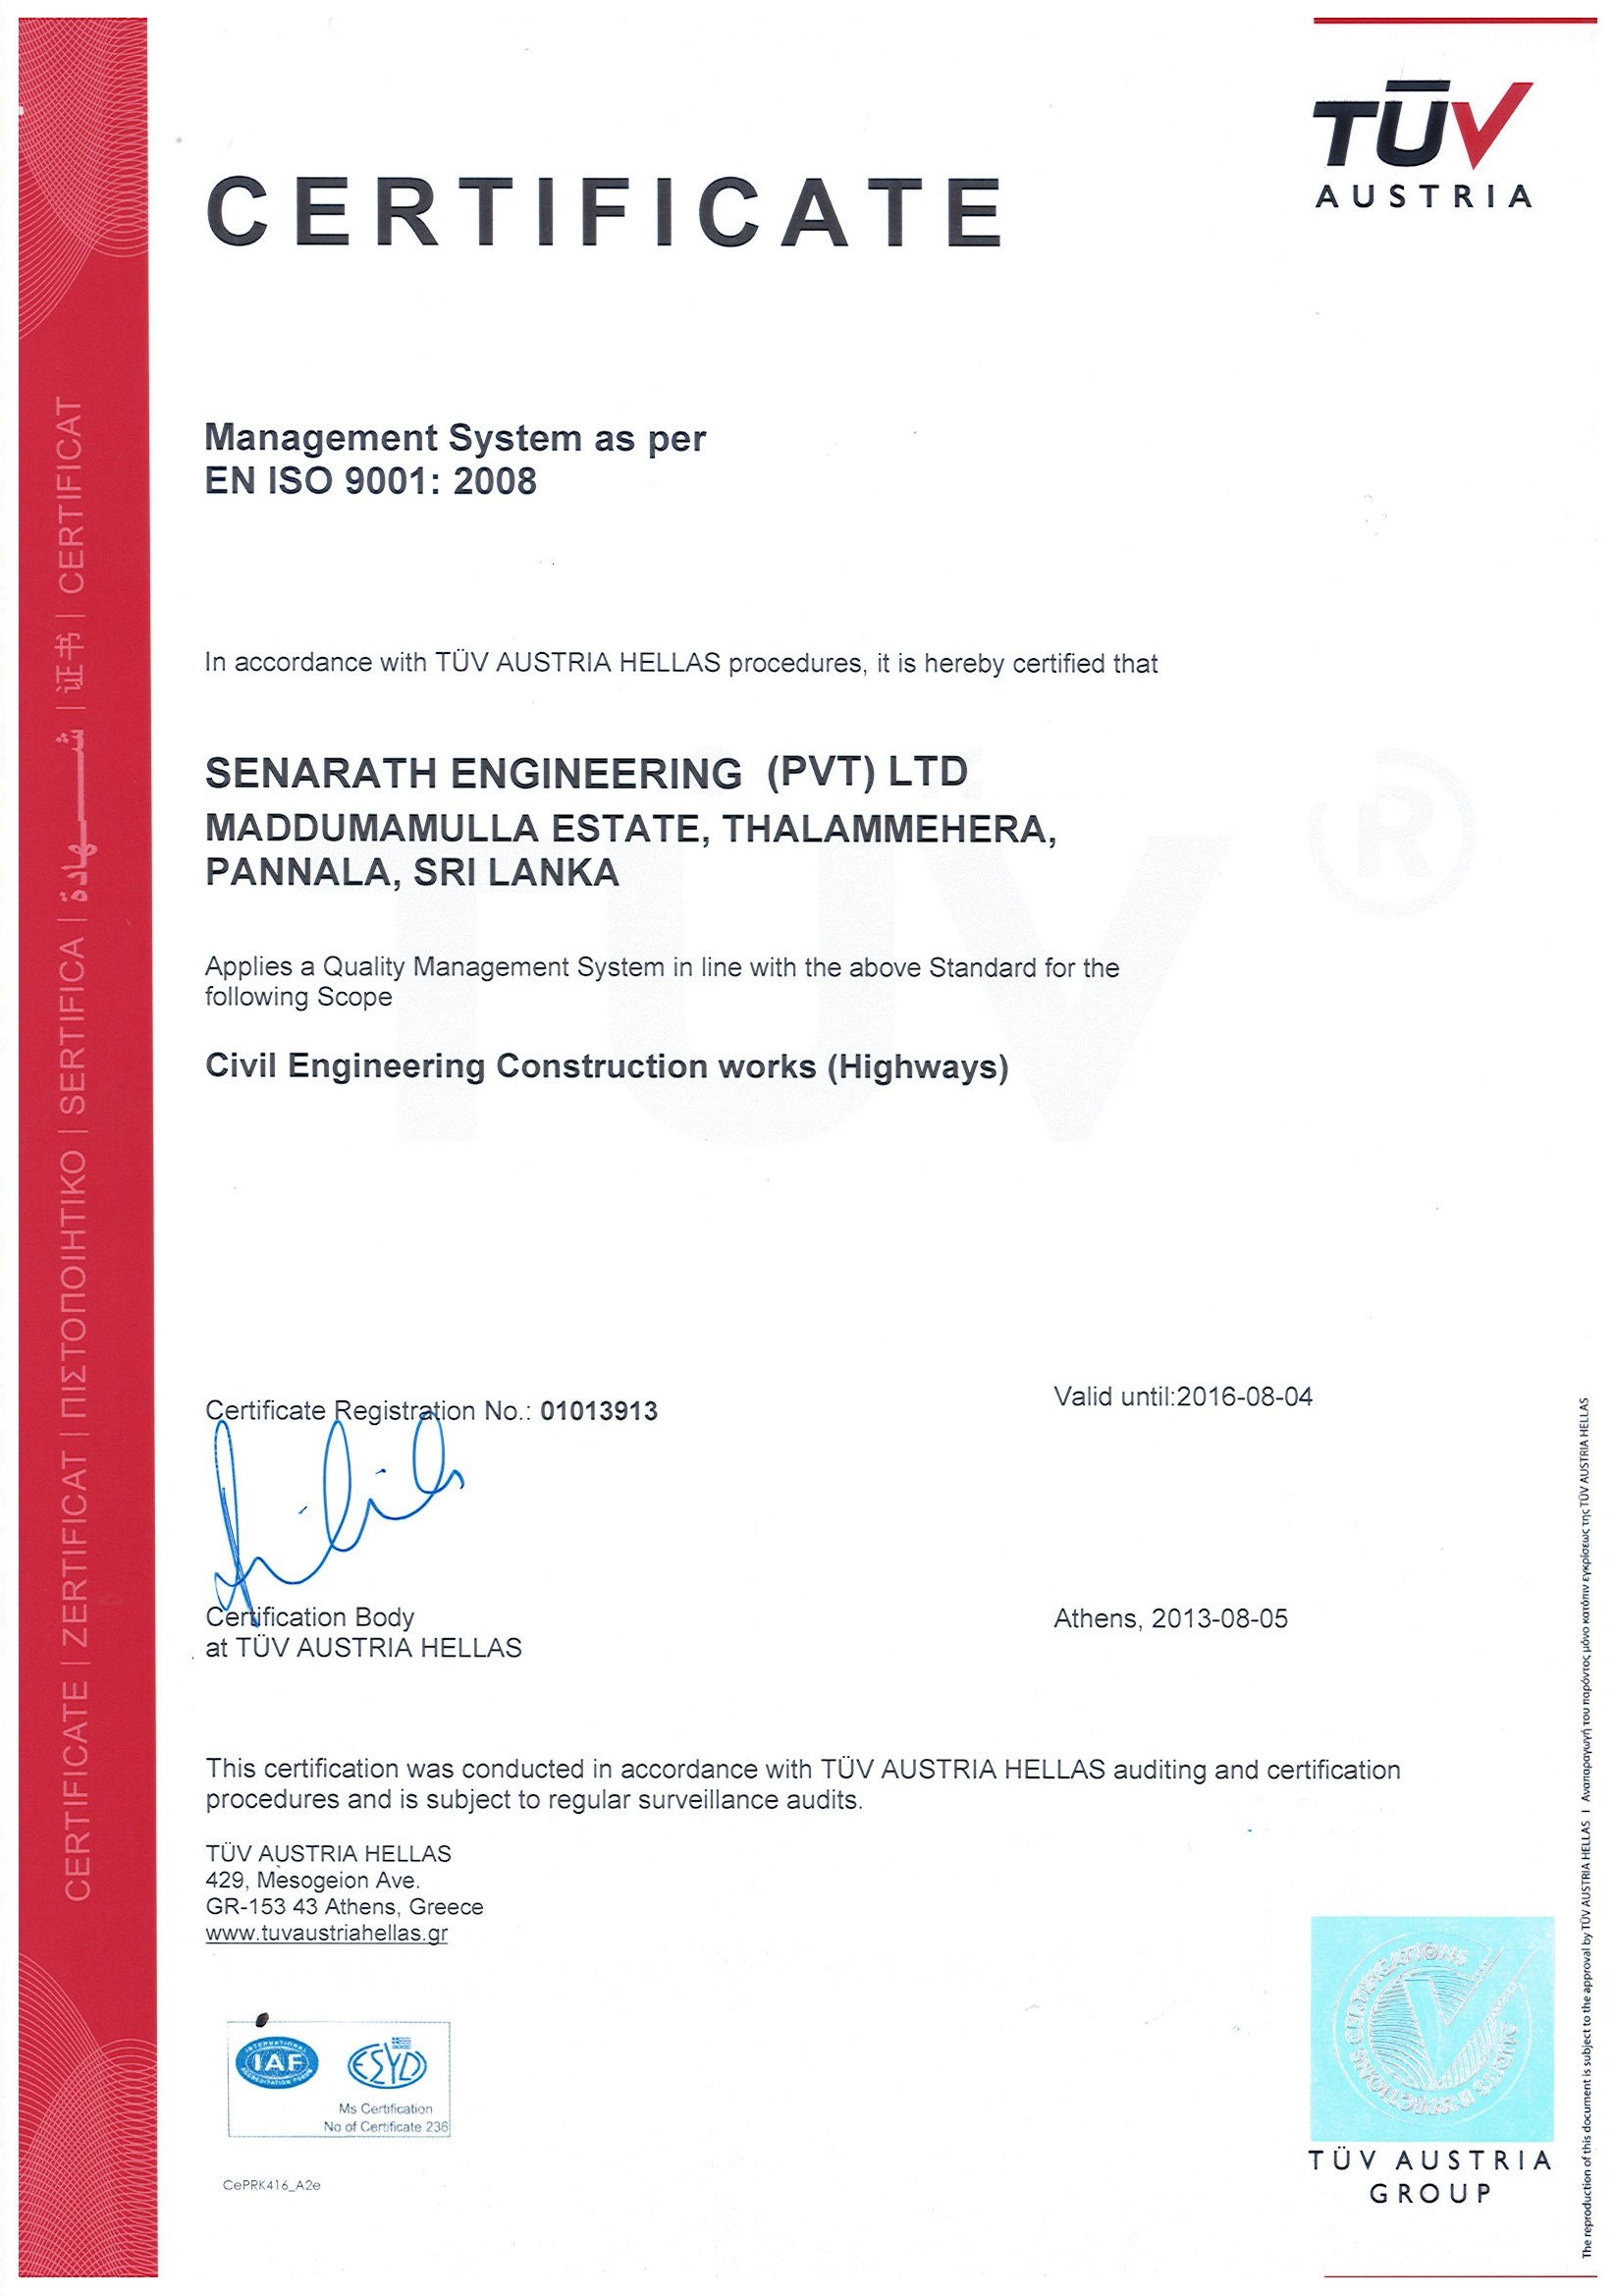 TÜV
AUSTRIA
CERTIFICATE
Management System as per
EN ISO 9001: 2008
In accordance with TÜV AUSTRIA HELLAS procedures, it is hereby certified that
SENARATH ENGINEERING (PVT) LTD
MADDUMAMULLA ESTATE, THALAMMEHERA,
PANNALA, SRI LANKA
Applies a Quality Management System in line with the above Standard for the
following Scope
Civil Engineering Construction works (Highways)
TÜV ®
Certificate Registration No.: 01013913
Valid until:2016-08-04
Certification Body
at TÜV AUSTRIA HELLAS
Athens, 2013-08-05
This certification was conducted in accordance with TÜV AUSTRIA HELLAS auditing and certification
procedures and is subject to regular surveillance audits.
TÜV AUSTRIA HELLAS
429, Mesogeion Ave.
GR-153 43 Athens, Greece
www.tuvaustriahellas.gr
INTERNATIONAL
IAF
ACCREDITATION FORUM
ESYD
Ms Certification
No of Certificate 236
CePRK416_A2e
TÜV AUSTRIA
GROUP
CERTIFICATE | ZERTIFICAT | ΠΙΣΤΟΠΟΙΗΤΙΚΟ | SERTIFICA | شـــــهادة | 证书 | CERTIFICAT
The reproduction of this document is subject to the approval by TÜV AUSTRIA HELLAS I Αναπαραγωγή του παρόντος μόνο κατόπιν εγκρίσεως της TÜV AUSTRIA HELLAS